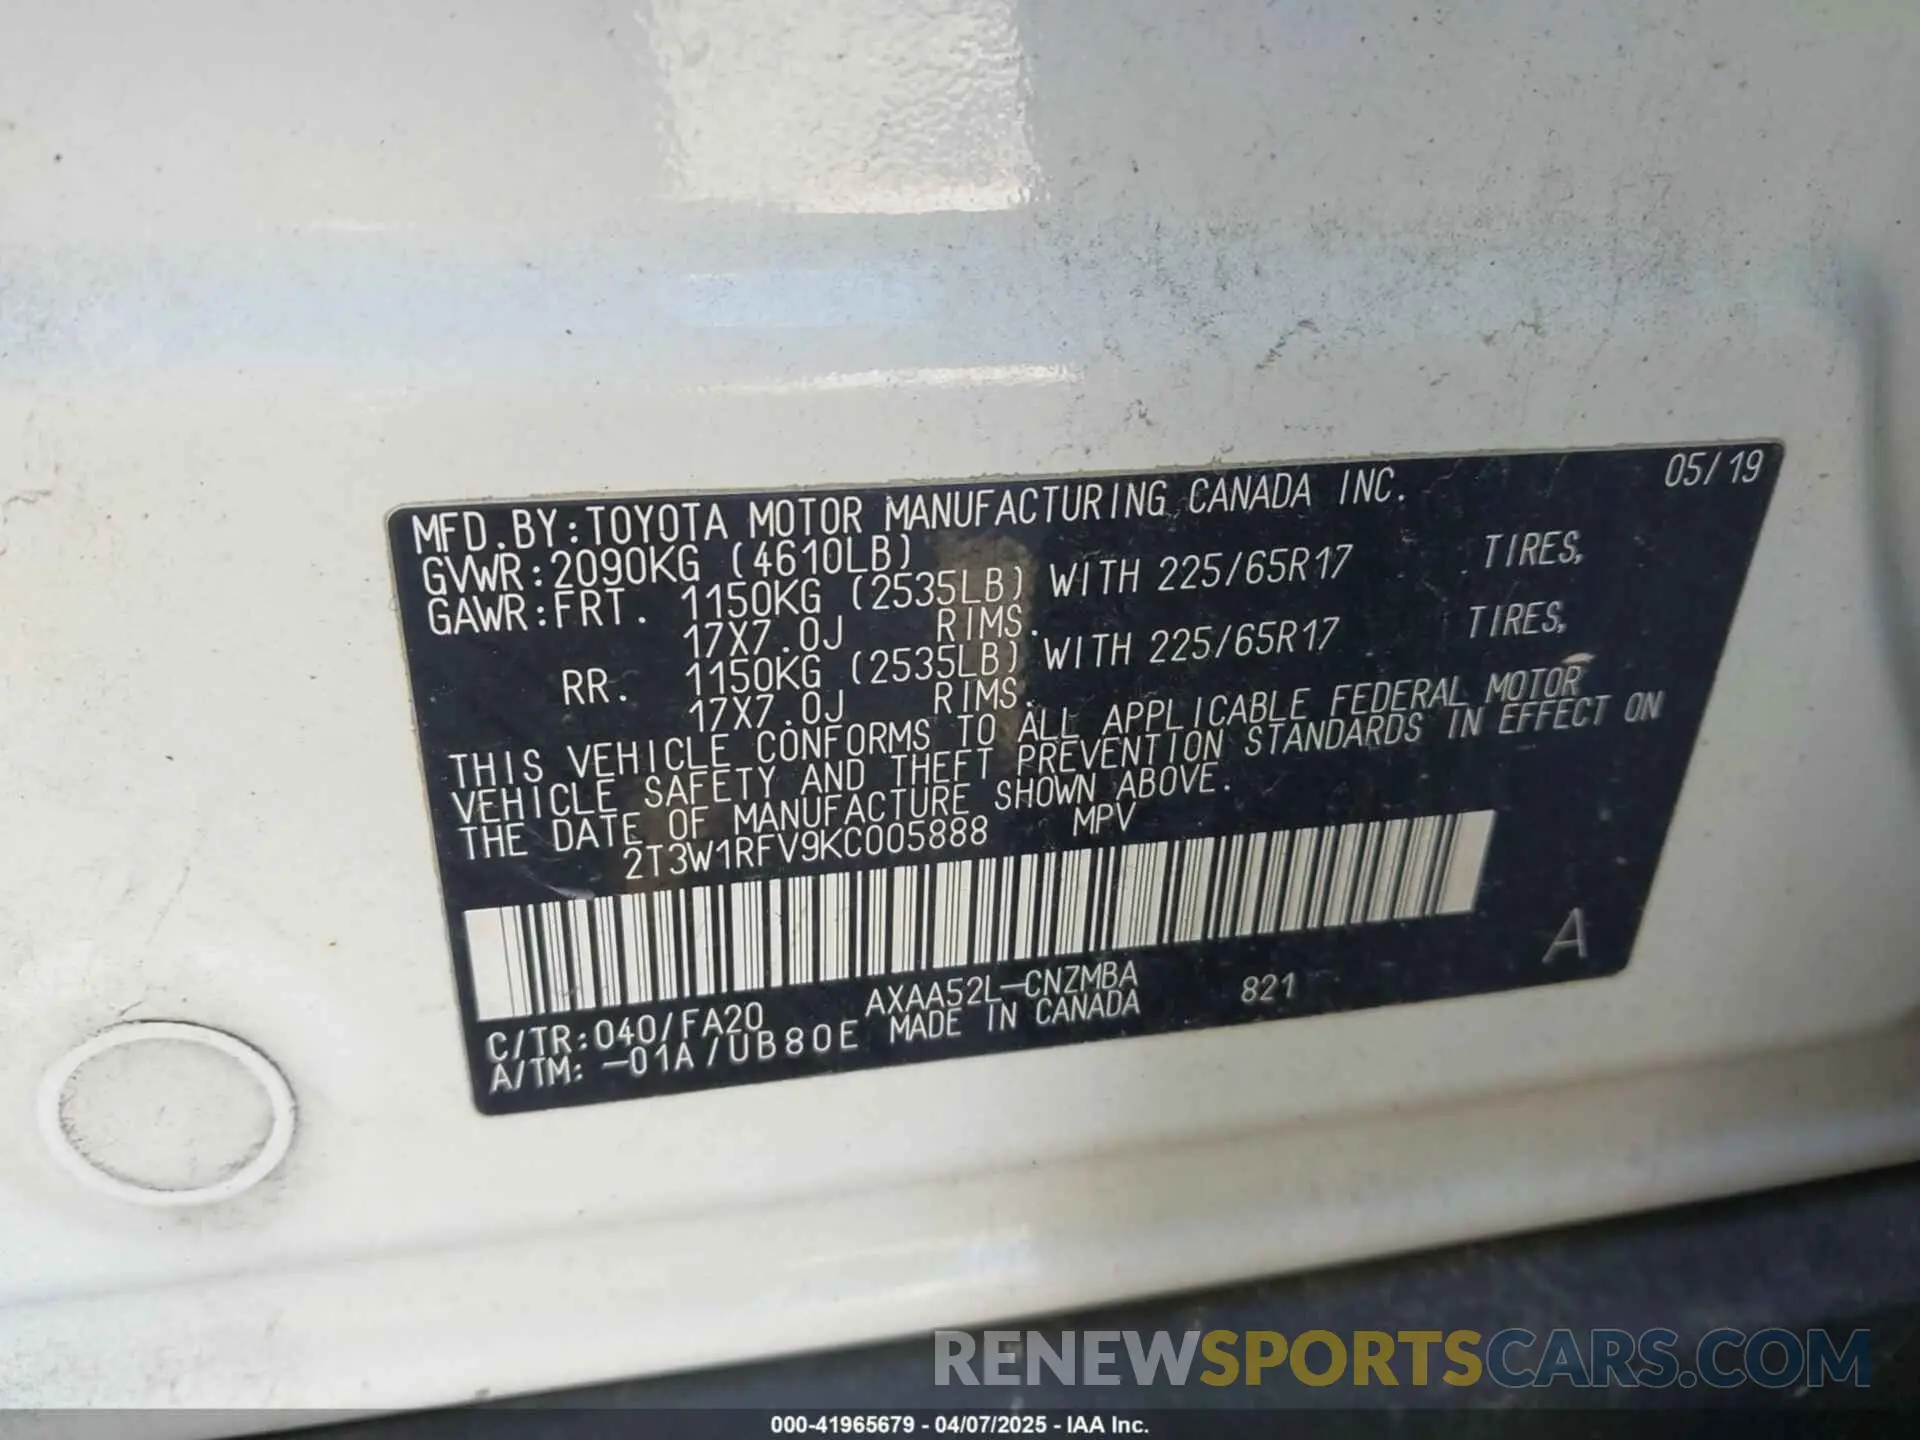 MFD.BY:TOYOTA MOTOR MANUFACTURING CANADA INC. 05/19
GVWR:2090KG (4610LB)
GAWR:FRT. 1150KG (2535LB) WITH 225/65R17 TIRES,
17X7.0J RIMS.
RR. 1150KG (2535LB) WITH 225/65R17 TIRES,
17X7.0J RIMS.
THIS VEHICLE CONFORMS TO ALL APPLICABLE FEDERAL MOTOR
VEHICLE SAFETY AND THEFT PREVENTION STANDARDS IN EFFECT ON
THE DATE OF MANUFACTURE SHOWN ABOVE.
2T3W1RFV9KC005888 MPV
A
C/TR:040/FA20 AXAA52L-CNZMBA 821
A/TM:-01A/UB80E MADE IN CANADA
RENEWSPORTSCARS.COM
000-41965679 - 04/07/2025 - IAA Inc.